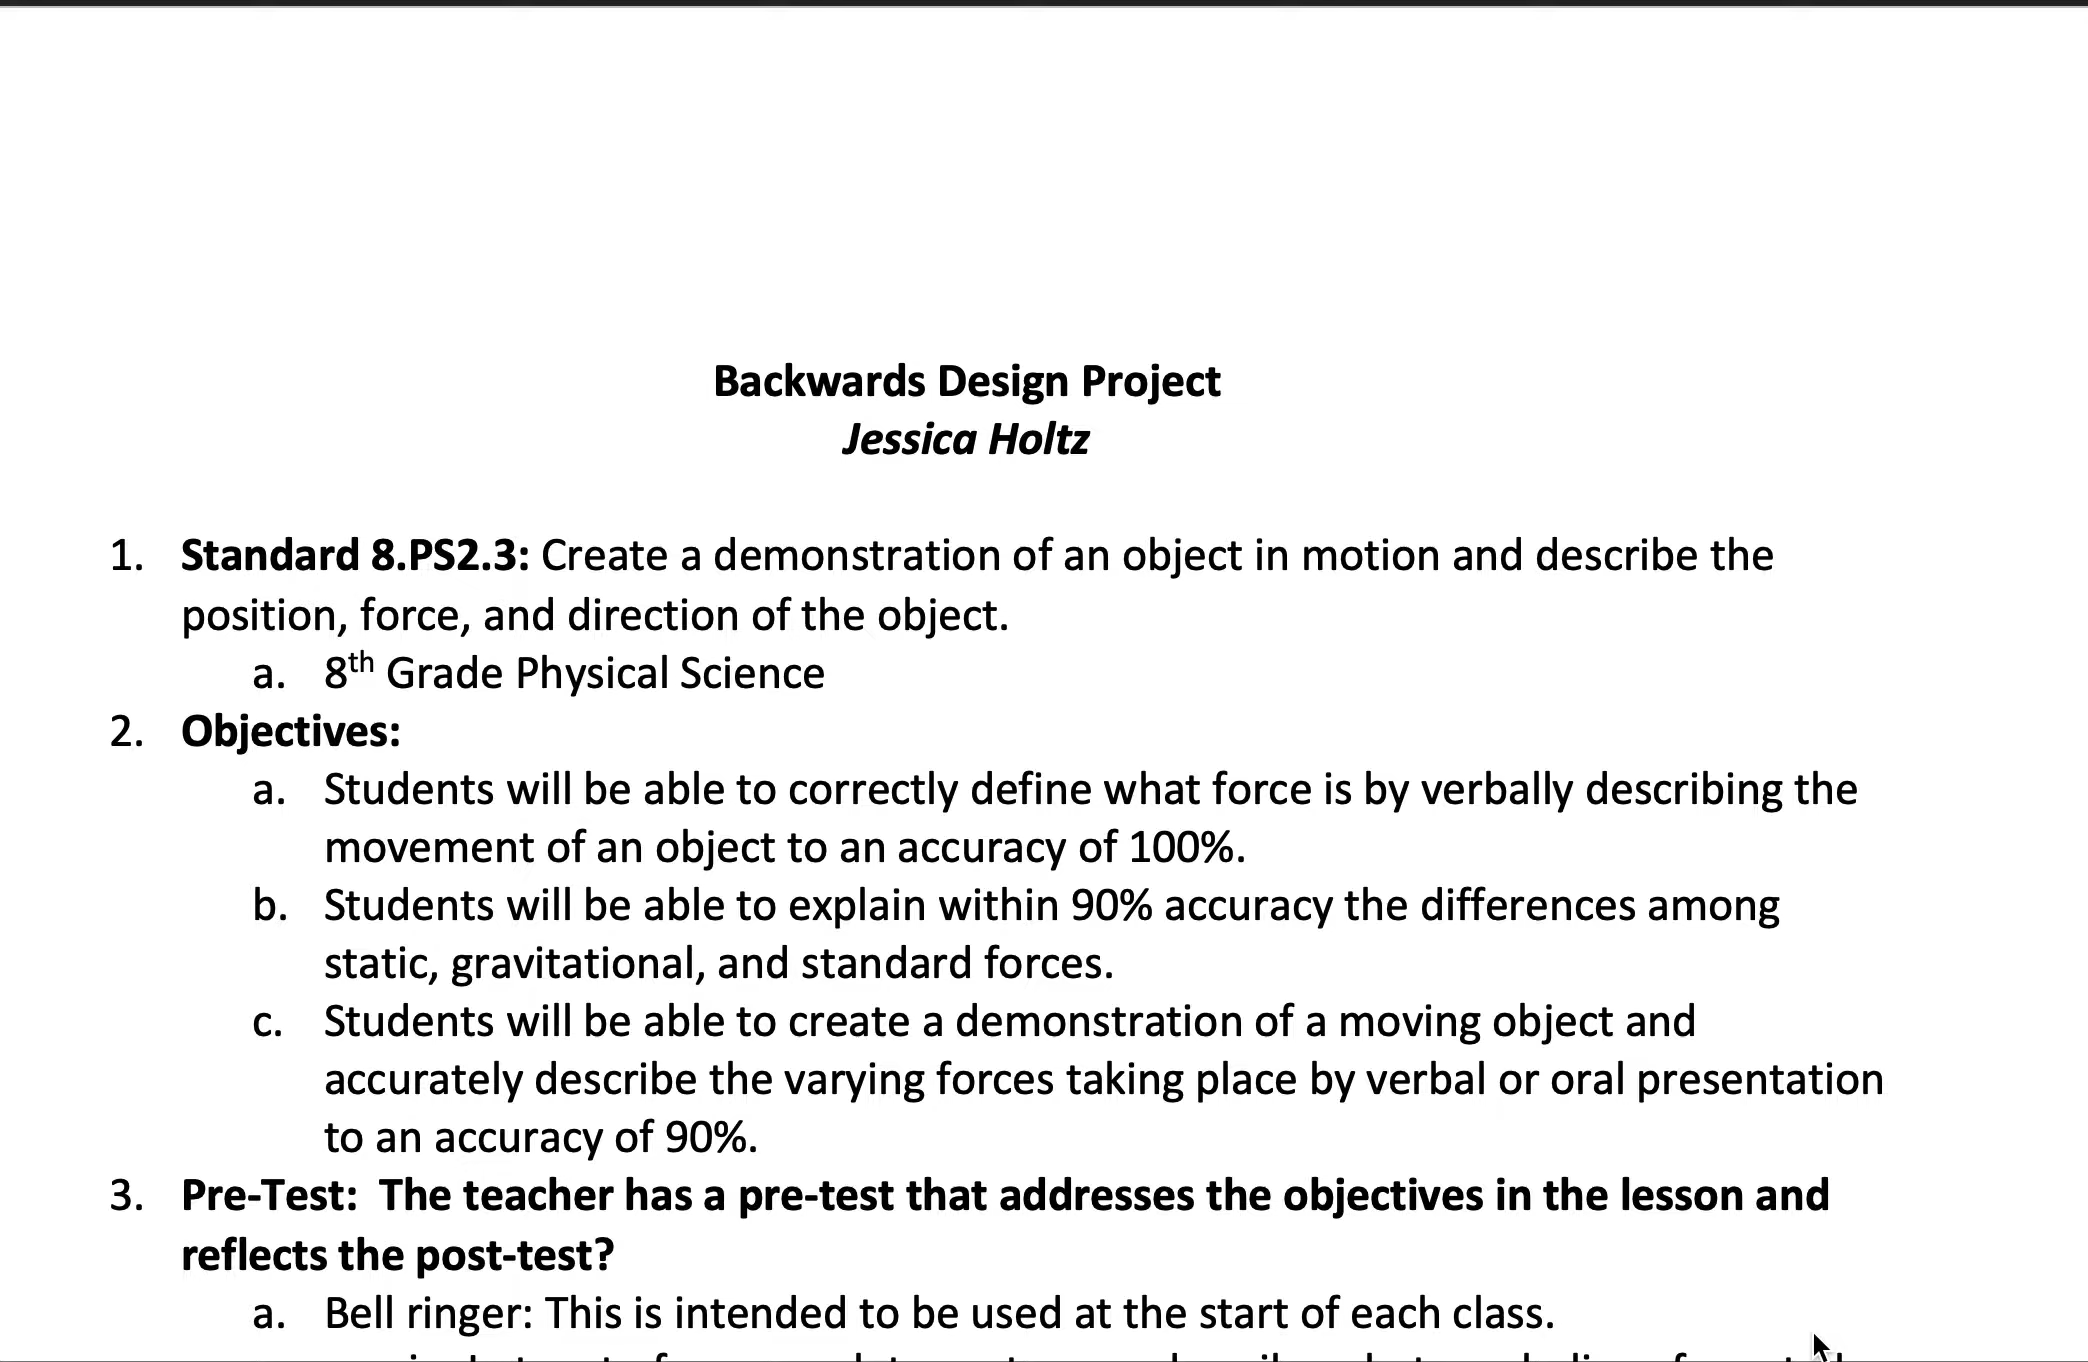 Backwards Design Project
Jessica Holtz
1. Standard 8.PS2.3: Create a demonstration of an object in motion and describe the
position, force, and direction of the object.
a. 8th Grade Physical Science
2. Objectives:
a. Students will be able to correctly define what force is by verbally describing the
movement of an object to an accuracy of 100%.
b. Students will be able to explain within 90% accuracy the differences among
static, gravitational, and standard forces.
c. Students will be able to create a demonstration of a moving object and
accurately describe the varying forces taking place by verbal or oral presentation
to an accuracy of 90%.
3. Pre-Test:  The teacher has a pre-test that addresses the objectives in the lesson and
reflects the post-test?
a. Bell ringer: This is intended to be used at the start of each class.